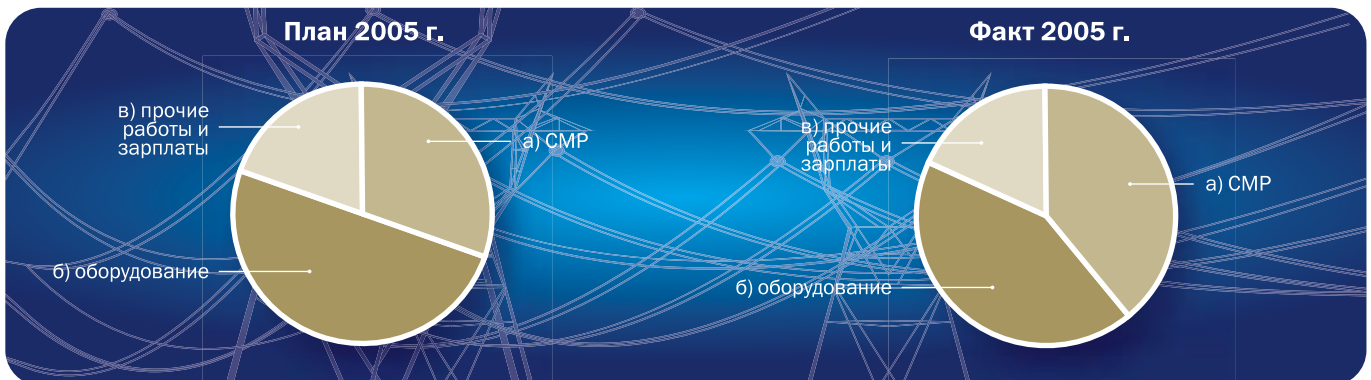 План 2005 г.
в) прочие
работы и
зарплаты
а) СМР
б) оборудование
Факт 2005 г.
в) прочие
работы и
зарплаты
а) СМР
б) оборудование